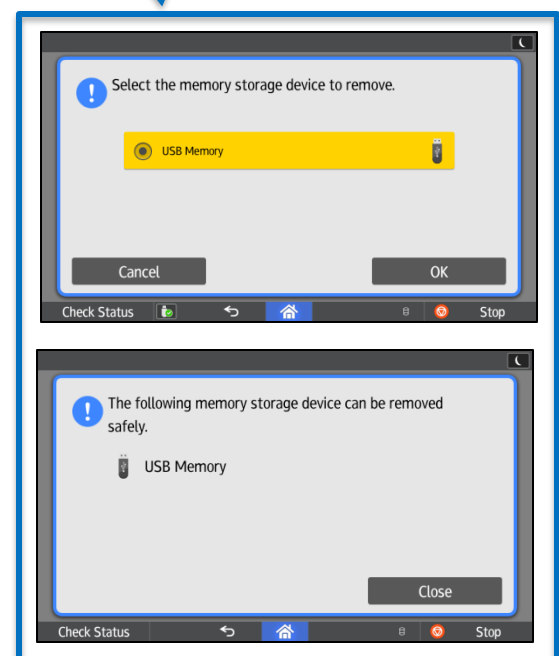 Select the memory storage device to remove.
USB Memory
Cancel
OK
Check Status
Stop
The following memory storage device can be removed
safely.
USB Memory
Close
Check Status
Stop